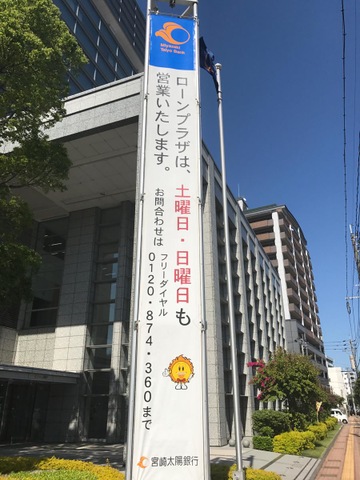 Miyazaki
Taiyo Bank
ローンプラザは、
土曜日・日曜日も
営業いたします。
お問合わせは
フリーダイヤル
0120・874・360まで
宮崎太陽銀行